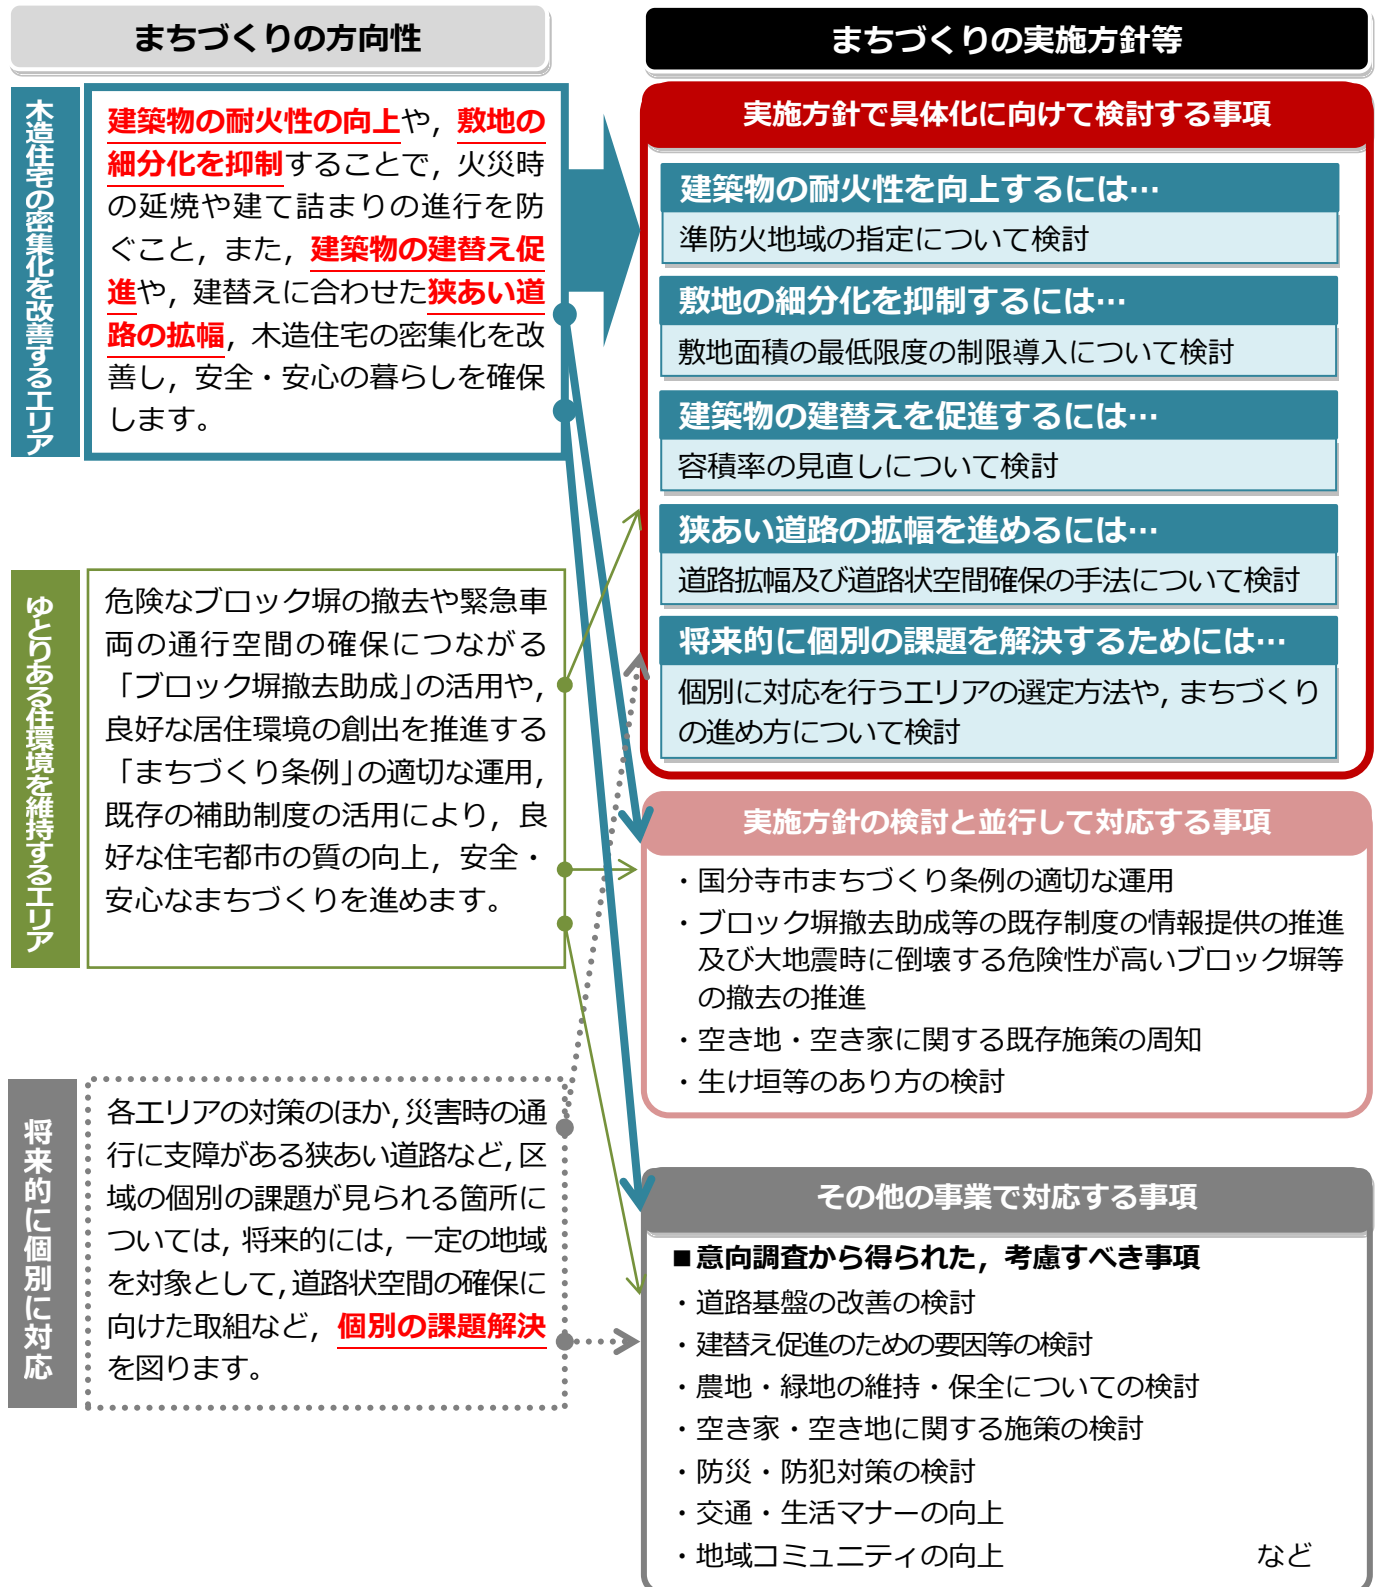 まちづくりの方向性
木造住宅の密集化を改善するエリア
建築物の耐火性の向上や，敷地の
細分化を抑制することで，火災時
の延焼や建て詰まりの進行を防
ぐこと，また，建築物の建替え促
進や，建替えに合わせた狭あい道
路の拡幅，木造住宅の密集化を改
善し，安全・安心の暮らしを確保
します。
ゆとりある住環境を維持するエリア
危険なブロック塀の撤去や緊急車
両の通行空間の確保につながる
「ブロック塀撤去助成」の活用や，
良好な居住環境の創出を推進する
「まちづくり条例」の適切な運用，
既存の補助制度の活用により，良
好な住宅都市の質の向上，安全・
安心なまちづくりを進めます。
将来的に個別に対応
各エリアの対策のほか，災害時の通
行に支障がある狭あい道路など，区
域の個別の課題が見られる箇所に
ついては，将来的には，一定の地域
を対象として，道路状空間の確保に
向けた取組など，個別の課題解決
を図ります。
まちづくりの実施方針等
実施方針で具体化に向けて検討する事項
建築物の耐火性を向上するには…
準防火地域の指定について検討
敷地の細分化を抑制するには…
敷地面積の最低限度の制限導入について検討
建築物の建替えを促進するには…
容積率の見直しについて検討
狭あい道路の拡幅を進めるには…
道路拡幅及び道路状空間確保の手法について検討
将来的に個別の課題を解決するためには…
個別に対応を行うエリアの選定方法や，まちづくり
の進め方について検討
実施方針の検討と並行して対応する事項
・国分寺市まちづくり条例の適切な運用
・ブロック塀撤去助成等の既存制度の情報提供の推進
及び大地震時に倒壊する危険性が高いブロック塀等
の撤去の推進
・空き地・空き家に関する既存施策の周知
・生け垣等のあり方の検討
その他の事業で対応する事項
■意向調査から得られた，考慮すべき事項
・道路基盤の改善の検討
・建替え促進のための要因等の検討
・農地・緑地の維持・保全についての検討
・空き家・空き地に関する施策の検討
・防災・防犯対策の検討
・交通・生活マナーの向上
・地域コミュニティの向上 など